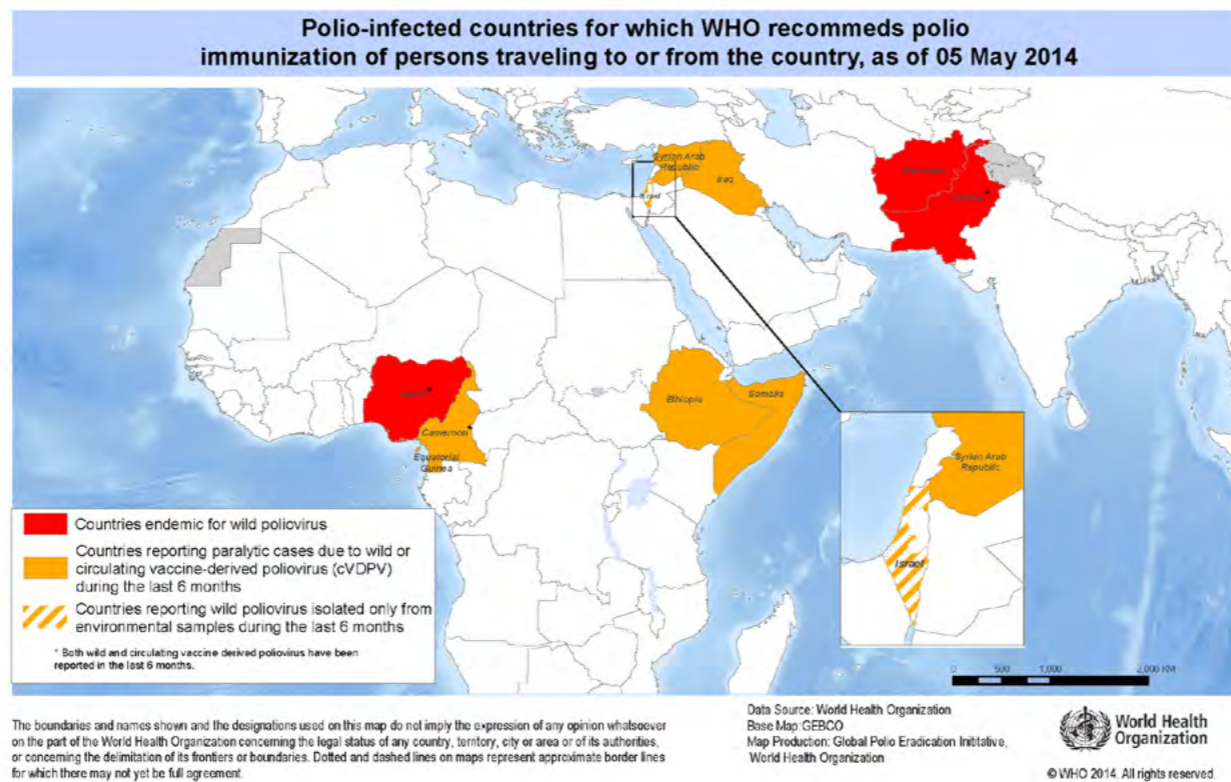 Polio-infected countries for which WHO recommeds polio
immunization of persons traveling to or from the country, as of 05 May 2014
Syrian Arab
Republic
Iraq
Israel
Afghanistan
Pakistan
Nigeria
Cameroon
Equatorial
Guinea
Ethiopia
Somalia
Syrian Arab
Republic
Israel
Countries endemic for wild poliovirus
Countries reporting paralytic cases due to wild or
circulating vaccine-derived poliovirus (cVDPV)
during the last 6 months
Countries reporting wild poliovirus isolated only from
environmental samples during the last 6 months
* Both wild and circulating vaccine derived poliovirus have been
reported in the last 6 months.
0 500 1,000 2,000 KM
The boundaries and names shown and the designations used on this map do not imply the expression of any opinion whatsoever
on the part of the World Health Organization concerning the legal status of any country, territory, city or area or of its authorities,
or concerning the delimitation of its frontiers or boundaries. Dotted and dashed lines on maps represent approximate border lines
for which there may not yet be full agreement.
Data Source: World Health Organization
Base Map:GEBCO
Map Production: Global Polio Eradication Inititative,
World Health Organization
World Health
Organization
© WHO 2014. All rights reserved